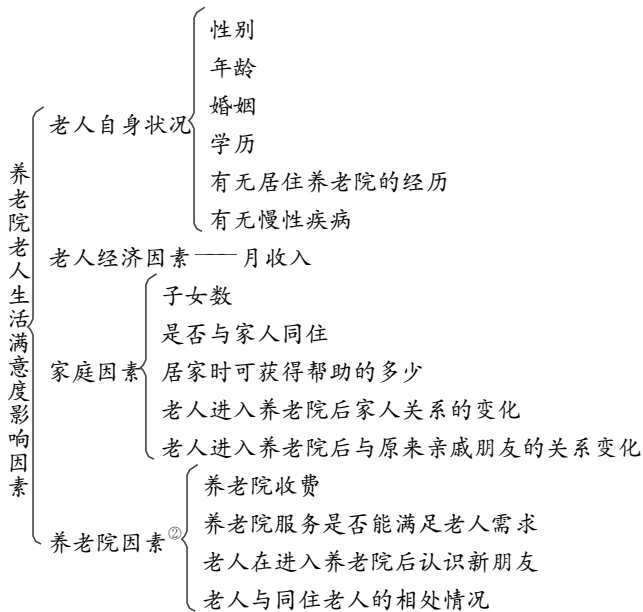 养老院老人生活满意度影响因素
老人自身状况
性别
年龄
婚姻
学历
有无居住养老院的经历
有无慢性疾病
老人经济因素——月收入
家庭因素
子女数
是否与家人同住
居家时可获得帮助的多少
老人进入养老院后家人关系的变化
老人进入养老院后与原来亲戚朋友的关系变化
养老院因素②
养老院收费
养老院服务是否能满足老人需求
老人在进入养老院后认识新朋友
老人与同住老人的相处情况